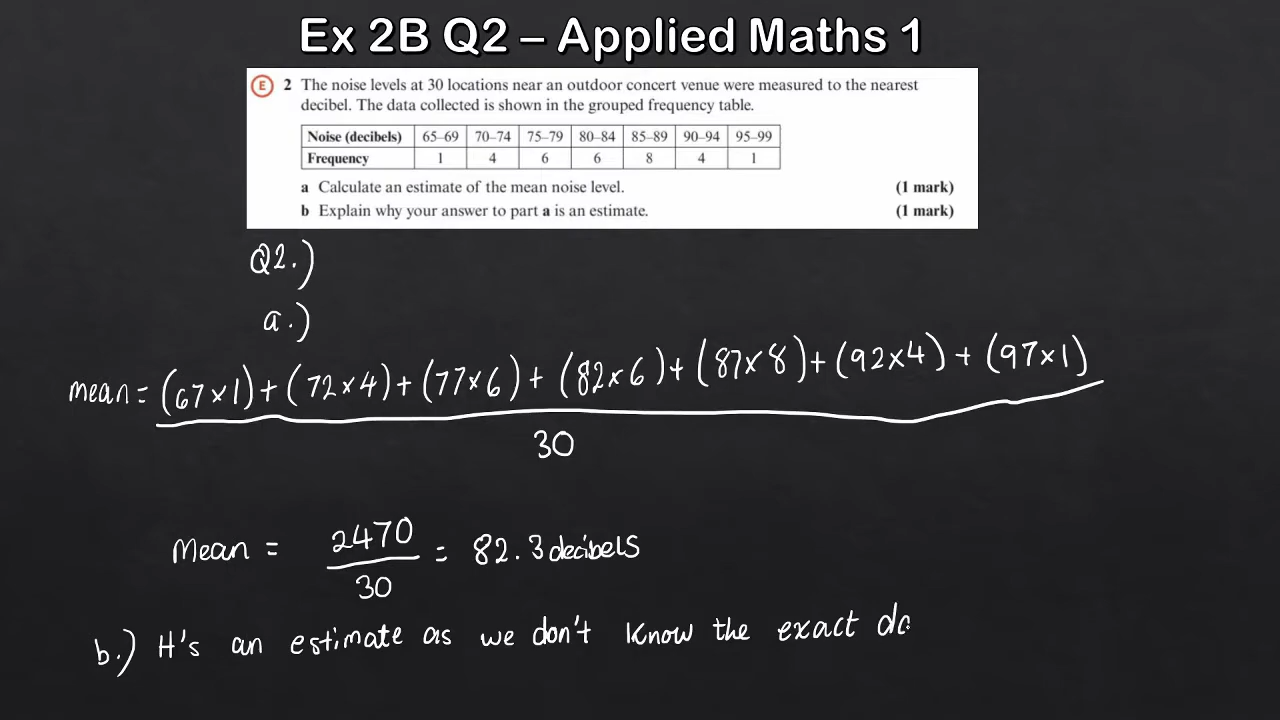 Ex 2B Q2 – Applied Maths 1
E 2 The noise levels at 30 locations near an outdoor concert venue were measured to the nearest
decibel. The data collected is shown in the grouped frequency table.
Noise (decibels) 65–69 70–74 75–79 80–84 85–89 90–94 95–99
Frequency 1 4 6 6 8 4 1
a Calculate an estimate of the mean noise level. (1 mark)
b Explain why your answer to part a is an estimate. (1 mark)
Q2.)
a.)
mean = (67×1) + (72×4) + (77×6) + (82×6) + (87×8) + (92×4) + (97×1)
30
Mean = 2470 = 82.3 decibels
30
b.) It's an estimate as we don't know the exact da